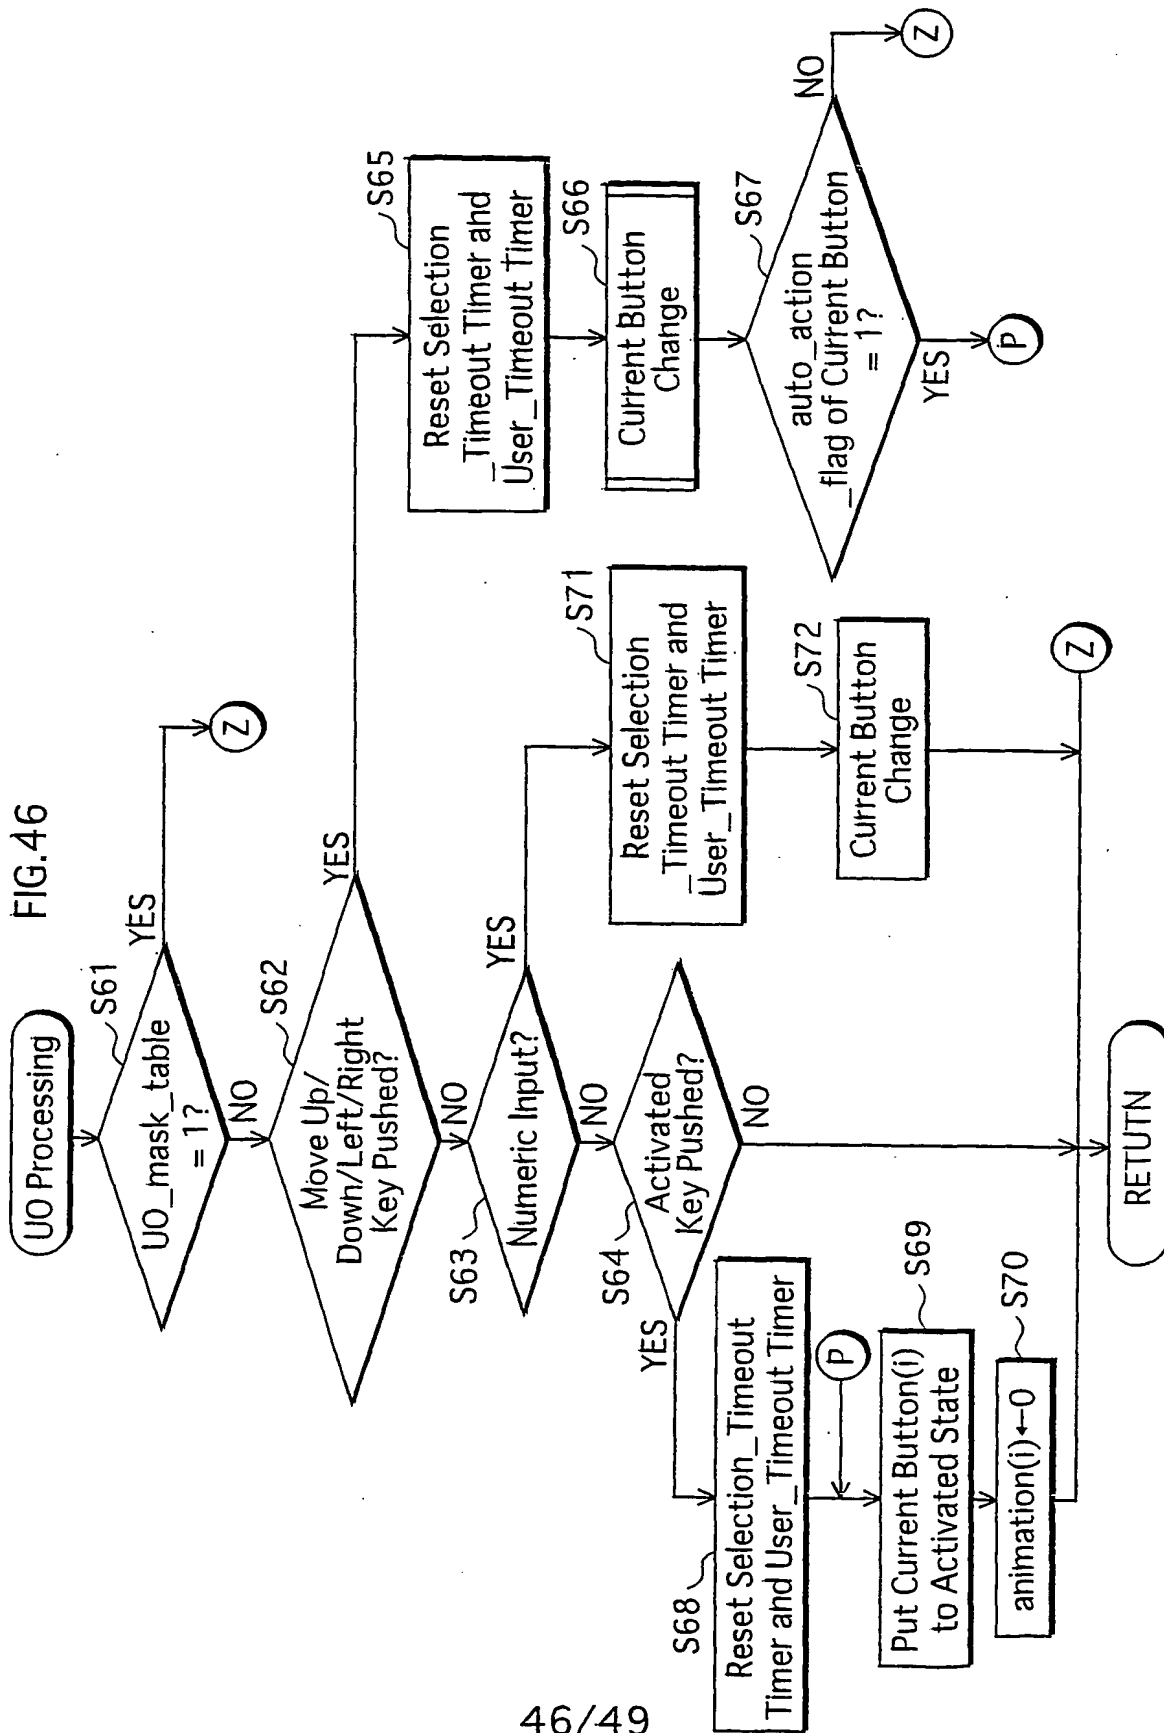 FIG.46
UO Processing
S61
UO_mask_table
= 1?
YES
Z
NO
S62
Move Up/
Down/Left/Right
Key Pushed?
YES
NO
S63
Numeric Input?
YES
NO
S64
Activated
Key Pushed?
YES
NO
S65
Reset Selection
_Timeout Timer and
User_Timeout Timer
S66
Current Button
Change
S67
auto_action
_flag of Current Button
= 1?
NO
Z
YES
P
S71
Reset Selection
_Timeout Timer and
User_Timeout Timer
S72
Current Button
Change
Z
S68
Reset Selection_Timeout
Timer and User_Timeout Timer
P
S69
Put Current Button(i)
to Activated State
S70
animation(i)←0
RETUTN
46/49